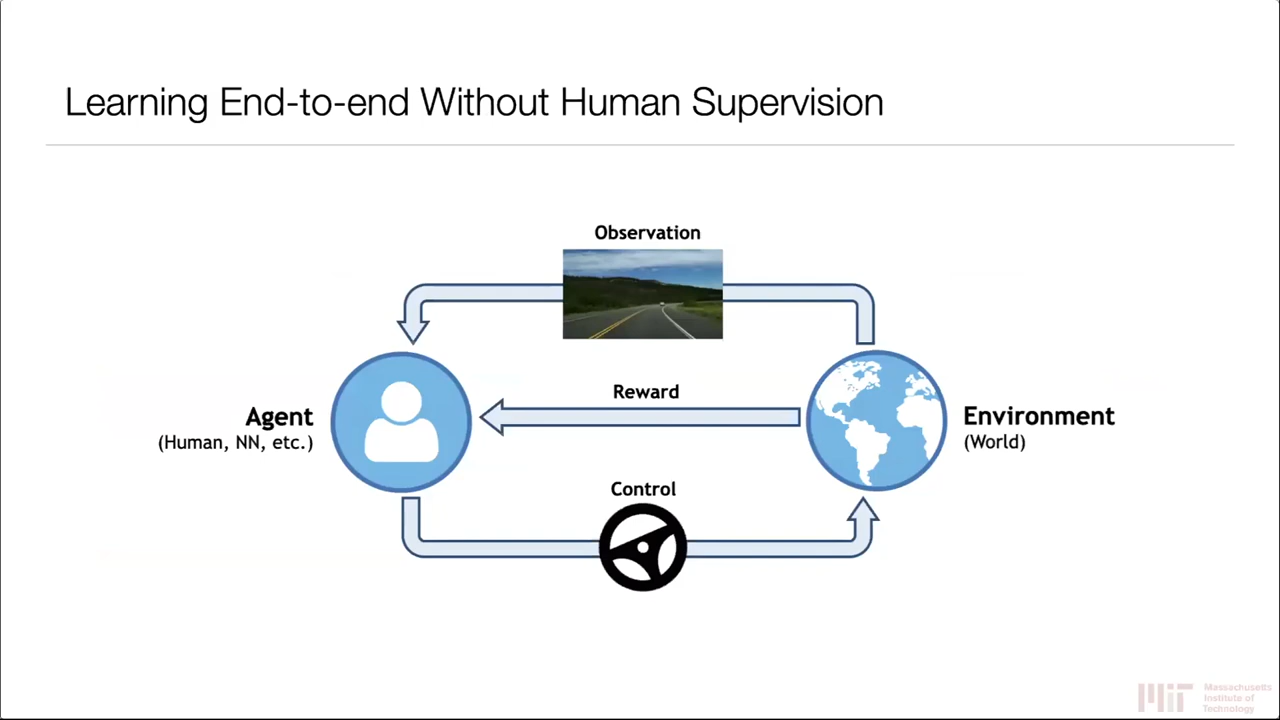 Learning End-to-end Without Human Supervision
Observation
Reward
Agent
(Human, NN, etc.)
Environment
(World)
Control
Massachusetts
Institute of
Technology